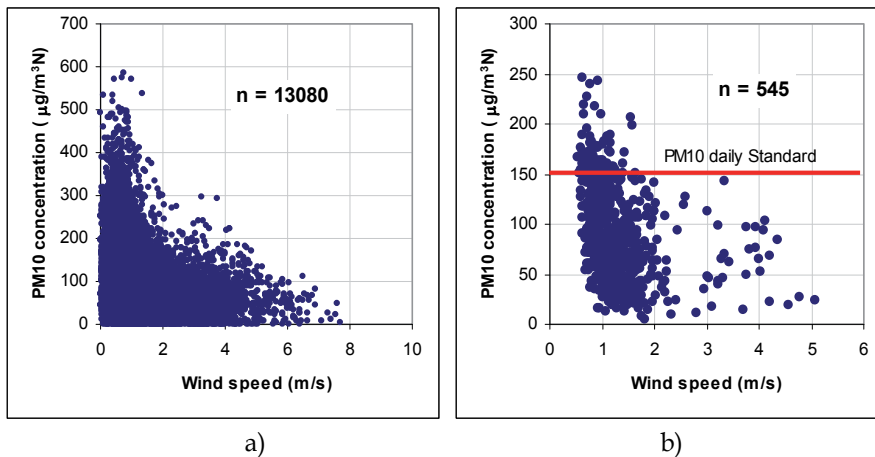 700
600
500
400
300
200
100
0
PM10 concentration ( µg/m³N)
n = 13080
0 2 4 6 8 10
Wind speed (m/s)
a)
300
250
200
150
100
50
0
PM10 concentration ( µg/m³N)
n = 545
PM10 daily Standard
0 1 2 3 4 5 6
Wind speed (m/s)
b)